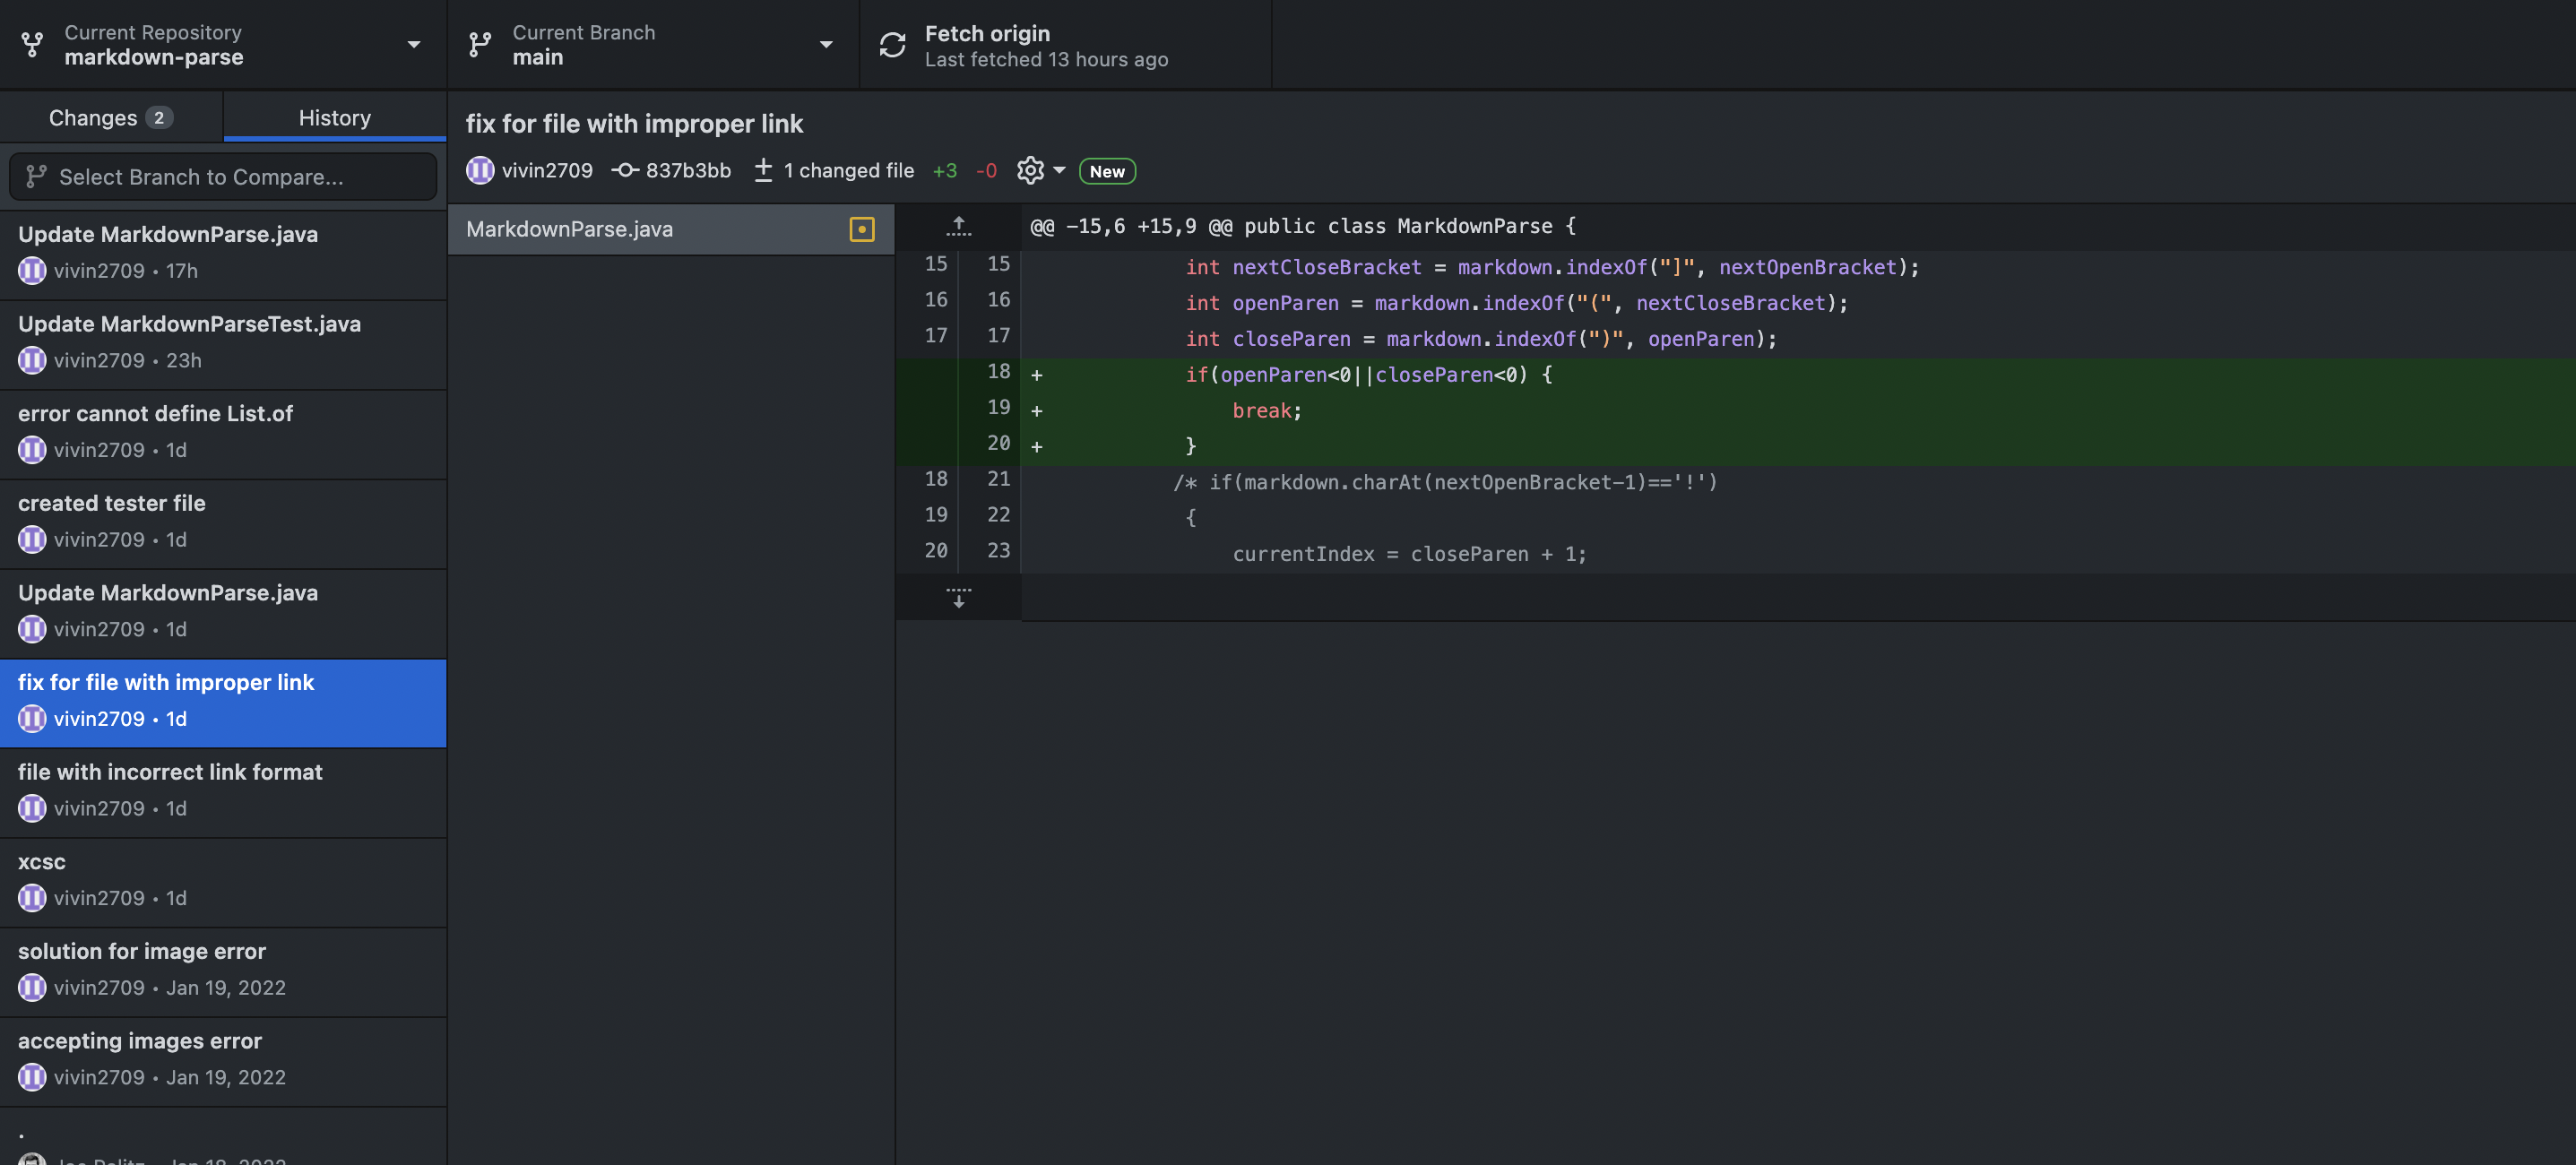 Current Repository
markdown-parse
Current Branch
main
Fetch origin
Last fetched 13 hours ago
Changes 2
History
Select Branch to Compare...
Update MarkdownParse.java
vivin2709 • 17h
Update MarkdownParseTest.java
vivin2709 • 23h
error cannot define List.of
vivin2709 • 1d
created tester file
vivin2709 • 1d
Update MarkdownParse.java
vivin2709 • 1d
fix for file with improper link
vivin2709 • 1d
file with incorrect link format
vivin2709 • 1d
xcsc
vivin2709 • 1d
solution for image error
vivin2709 • Jan 19, 2022
accepting images error
vivin2709 • Jan 19, 2022
.
Joe Politz • Jan 18, 2022
fix for file with improper link
vivin2709 837b3bb 1 changed file +3 -0 New
MarkdownParse.java
@@ -15,6 +15,9 @@ public class MarkdownParse {
15 15 int nextCloseBracket = markdown.indexOf("]", nextOpenBracket);
16 16 int openParen = markdown.indexOf("(", nextCloseBracket);
17 17 int closeParen = markdown.indexOf(")", openParen);
18 + if(openParen<0||closeParen<0) {
19 + break;
20 + }
18 21 /* if(markdown.charAt(nextOpenBracket-1)=='!')
19 22 {
20 23 currentIndex = closeParen + 1;